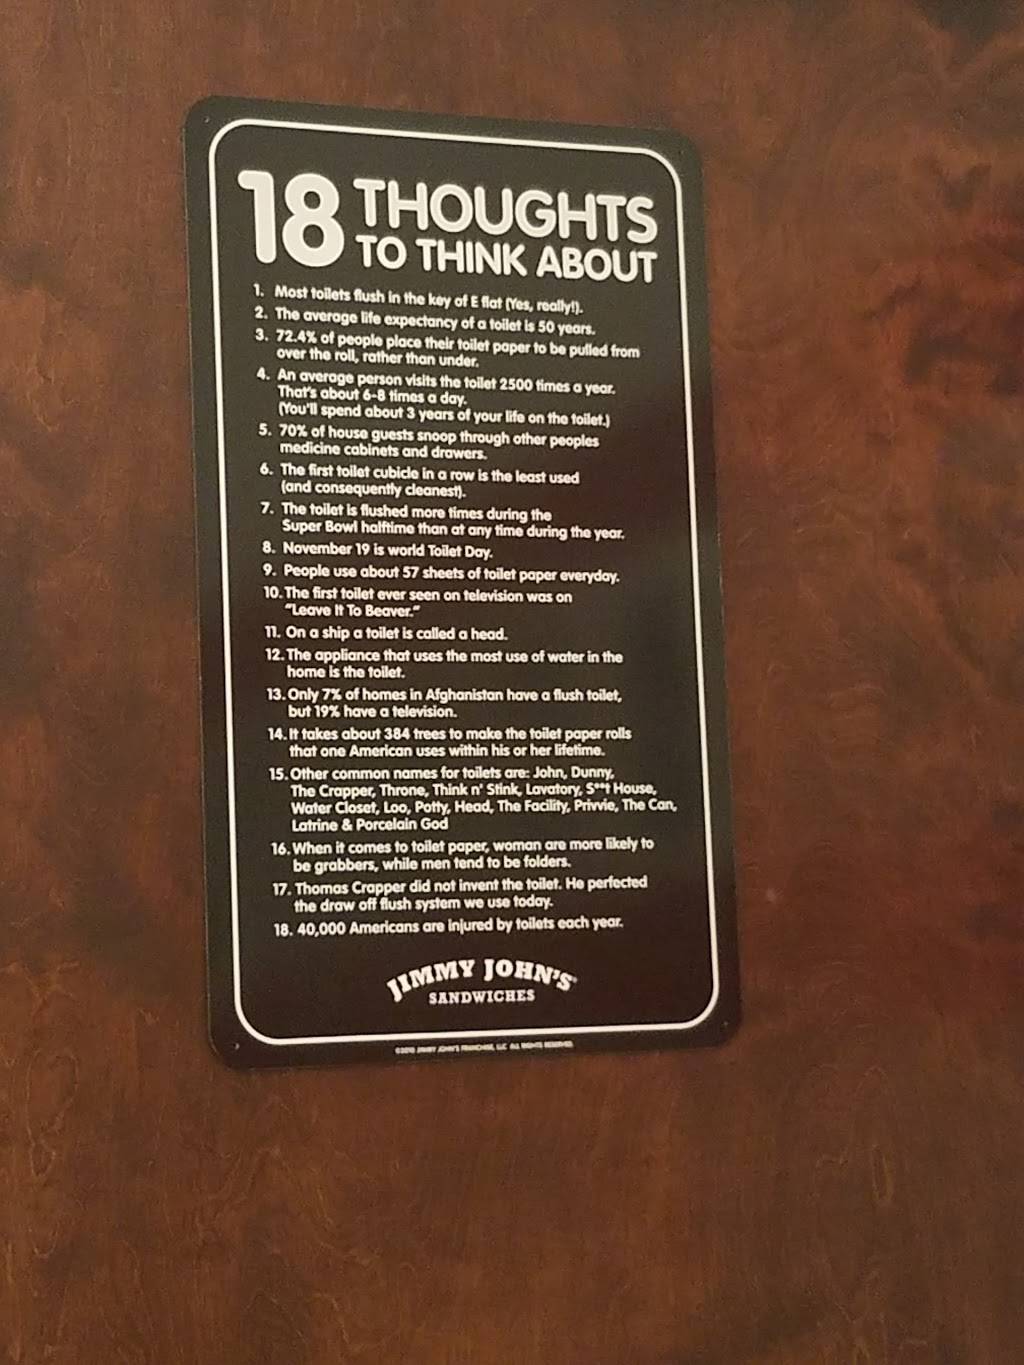 18 THOUGHTS
TO THINK ABOUT
1. Most toilets flush in the key of E flat (Yes, really!).
2. The average life expectancy of a toilet is 50 years.
3. 72.4% of people place their toilet paper to be pulled from
over the roll, rather than under.
4. An average person visits the toilet 2500 times a year.
That's about 6-8 times a day.
(You'll spend about 3 years of your life on the toilet.)
5. 70% of house guests snoop through other peoples
medicine cabinets and drawers.
6. The first toilet cubicle in a row is the least used
(and consequently cleanest).
7. The toilet is flushed more times during the
Super Bowl halftime than at any time during the year.
8. November 19 is world Toilet Day.
9. People use about 57 sheets of toilet paper everyday.
10. The first toilet ever seen on television was on
"Leave It To Beaver."
11. On a ship a toilet is called a head.
12. The appliance that uses the most use of water in the
home is the toilet.
13. Only 7% of homes in Afghanistan have a flush toilet,
but 19% have a television.
14. It takes about 384 trees to make the toilet paper rolls
that one American uses within his or her lifetime.
15. Other common names for toilets are: John, Dunny,
The Crapper, Throne, Think n' Stink, Lavatory, S**t House,
Water Closet, Loo, Potty, Head, The Facility, Privvie, The Can,
Latrine & Porcelain God
16. When it comes to toilet paper, woman are more likely to
be grabbers, while men tend to be folders.
17. Thomas Crapper did not invent the toilet. He perfected
the draw off flush system we use today.
18. 40,000 Americans are injured by toilets each year.
JIMMY JOHN'S
SANDWICHES
JIMMY JOHN'S FRANCHISE, LLC ALL RIGHTS RESERVED.